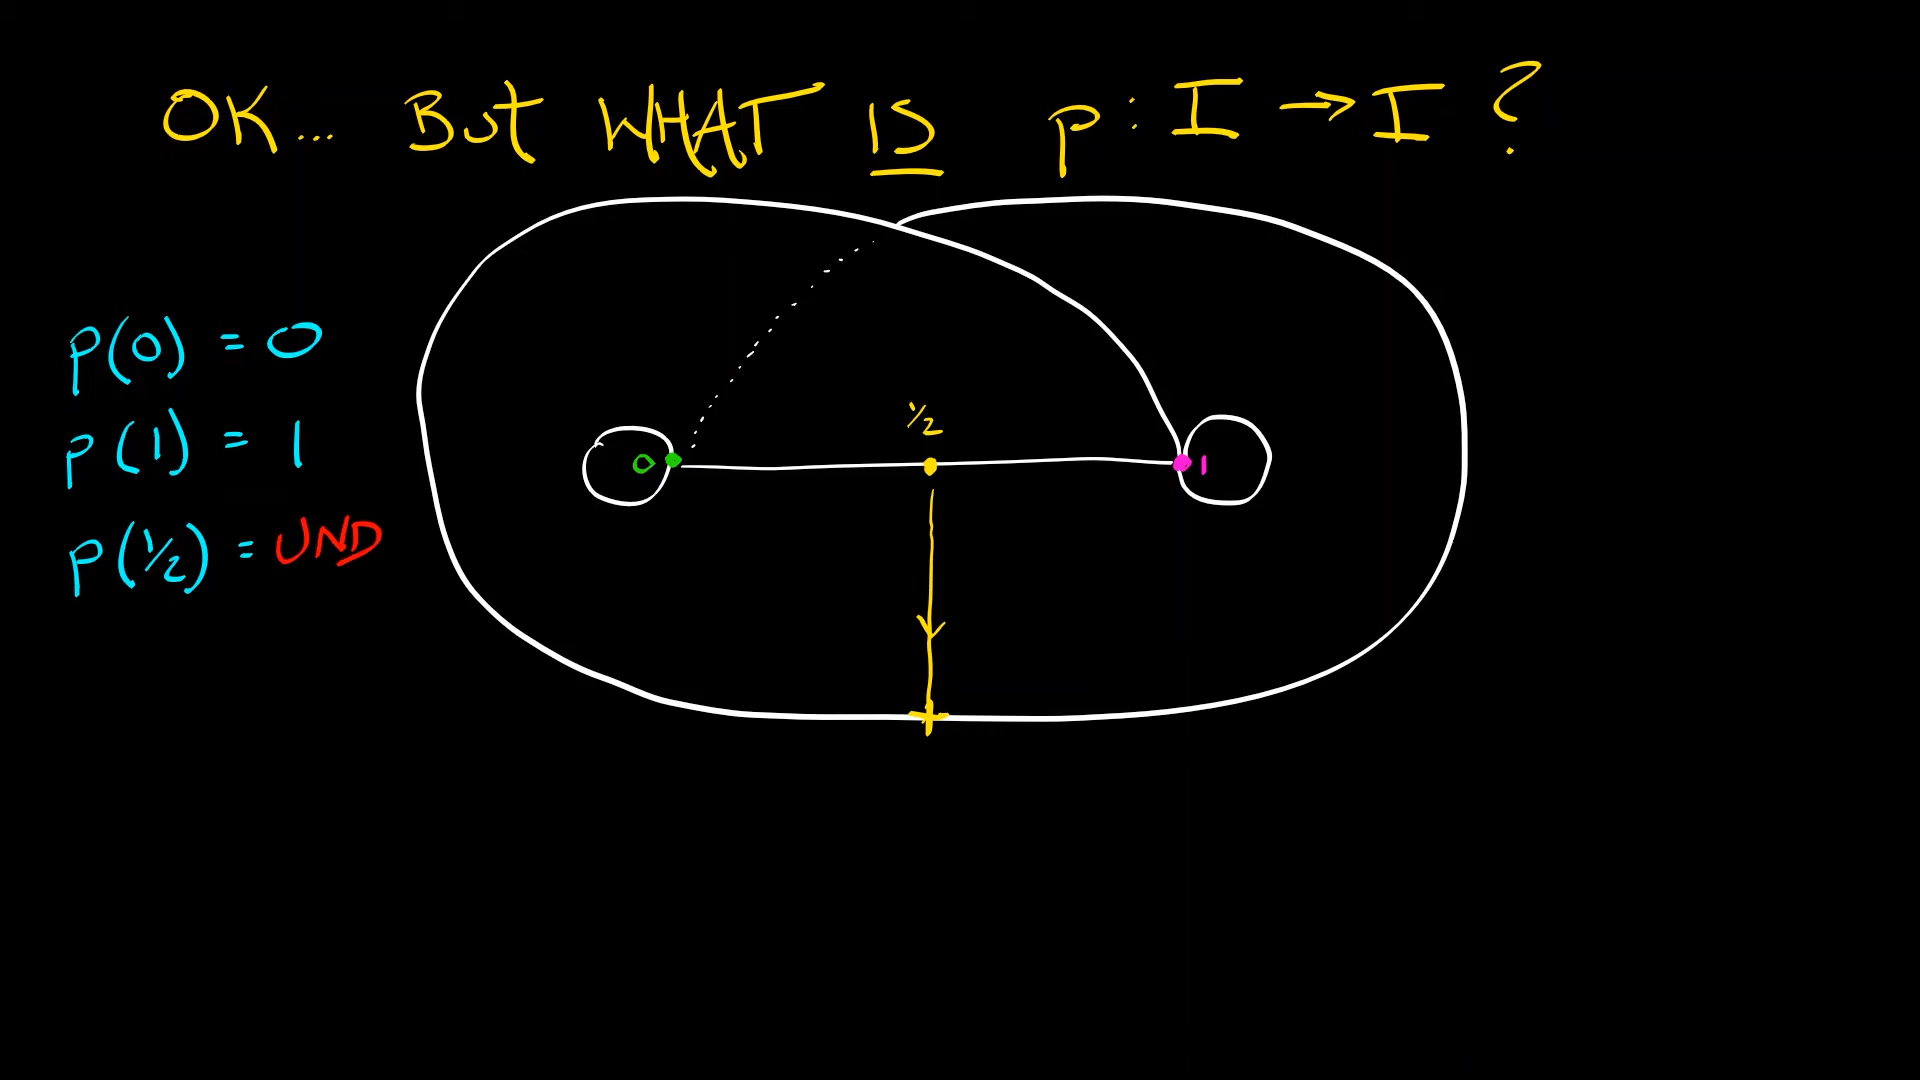 OK... BUT WHAT IS p: I → I ?
p(0) = 0
p(1) = 1
p(1/2) = UND
1/2
0
1